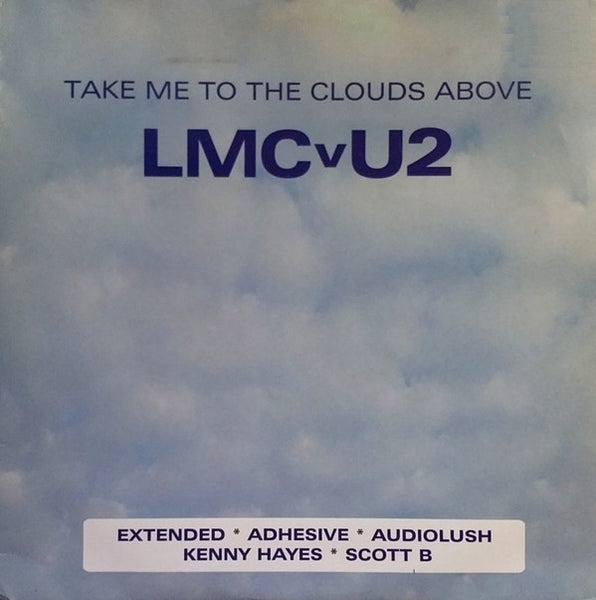 TAKE ME TO THE CLOUDS ABOVE
LMCvU2
EXTENDED * ADHESIVE * AUDIOLUSH
KENNY HAYES * SCOTT B